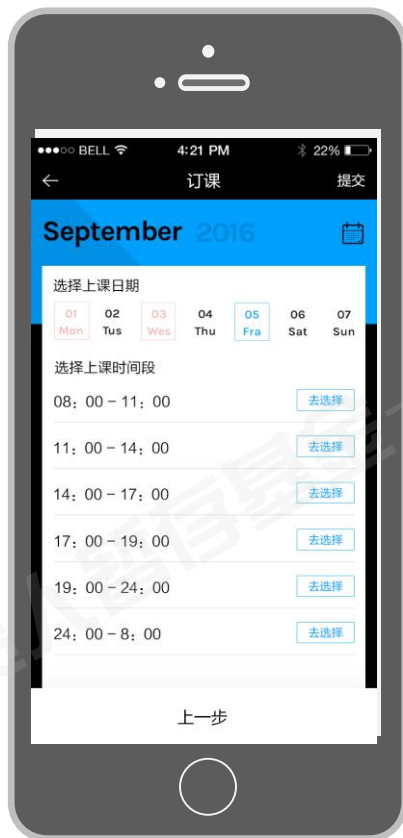 BELL 4:21 PM 22%
← 订课 提交
September 2016
选择上课日期
01 02 03 04 05 06 07
Mon Tus Wes Thu Fra Sat Sun
选择上课时间段
08：00 - 11：00 去选择
11：00 - 14：00 去选择
14：00 - 17：00 去选择
17：00 - 19：00 去选择
19：00 - 24：00 去选择
24：00 - 8：00 去选择
上一步